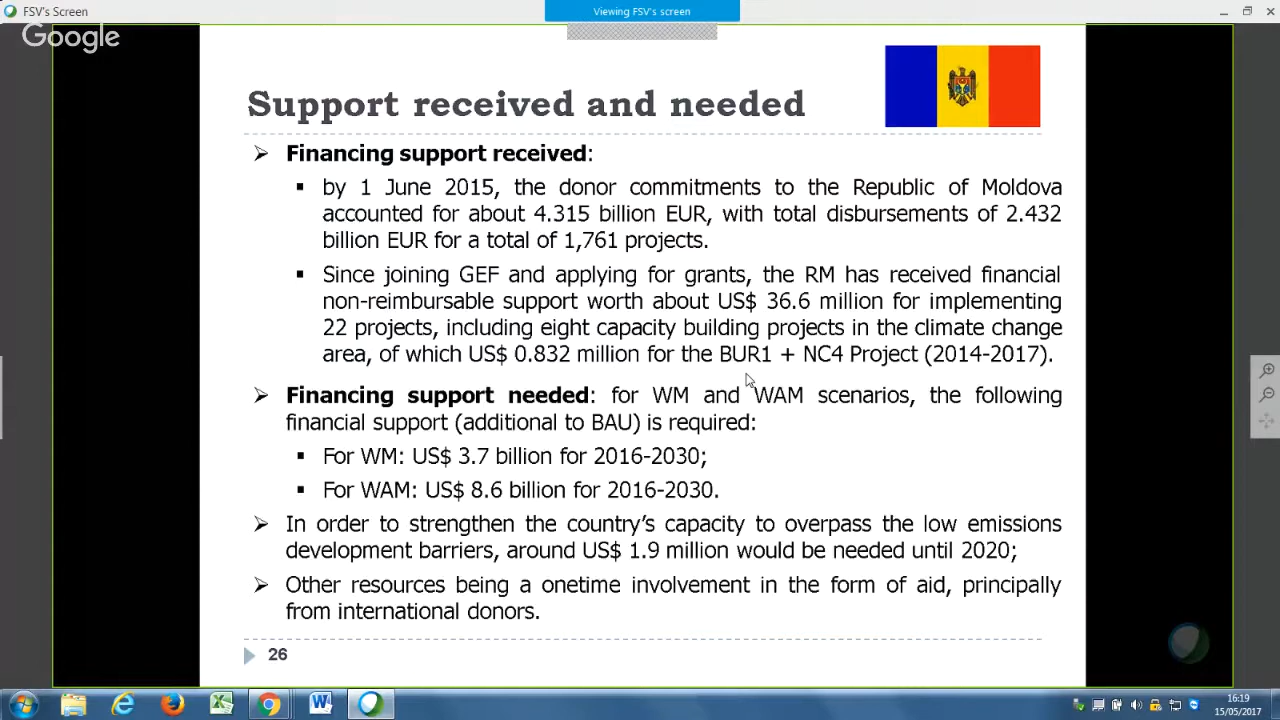 FSV's Screen
Viewing FSV's screen
Google
Support received and needed
Financing support received:
by 1 June 2015, the donor commitments to the Republic of Moldova
accounted for about 4.315 billion EUR, with total disbursements of 2.432
billion EUR for a total of 1,761 projects.
Since joining GEF and applying for grants, the RM has received financial
non-reimbursable support worth about US$ 36.6 million for implementing
22 projects, including eight capacity building projects in the climate change
area, of which US$ 0.832 million for the BUR1 + NC4 Project (2014-2017).
Financing support needed: for WM and WAM scenarios, the following
financial support (additional to BAU) is required:
For WM: US$ 3.7 billion for 2016-2030;
For WAM: US$ 8.6 billion for 2016-2030.
In order to strengthen the country's capacity to overpass the low emissions
development barriers, around US$ 1.9 million would be needed until 2020;
Other resources being a onetime involvement in the form of aid, principally
from international donors.
26
16:19
15/05/2017